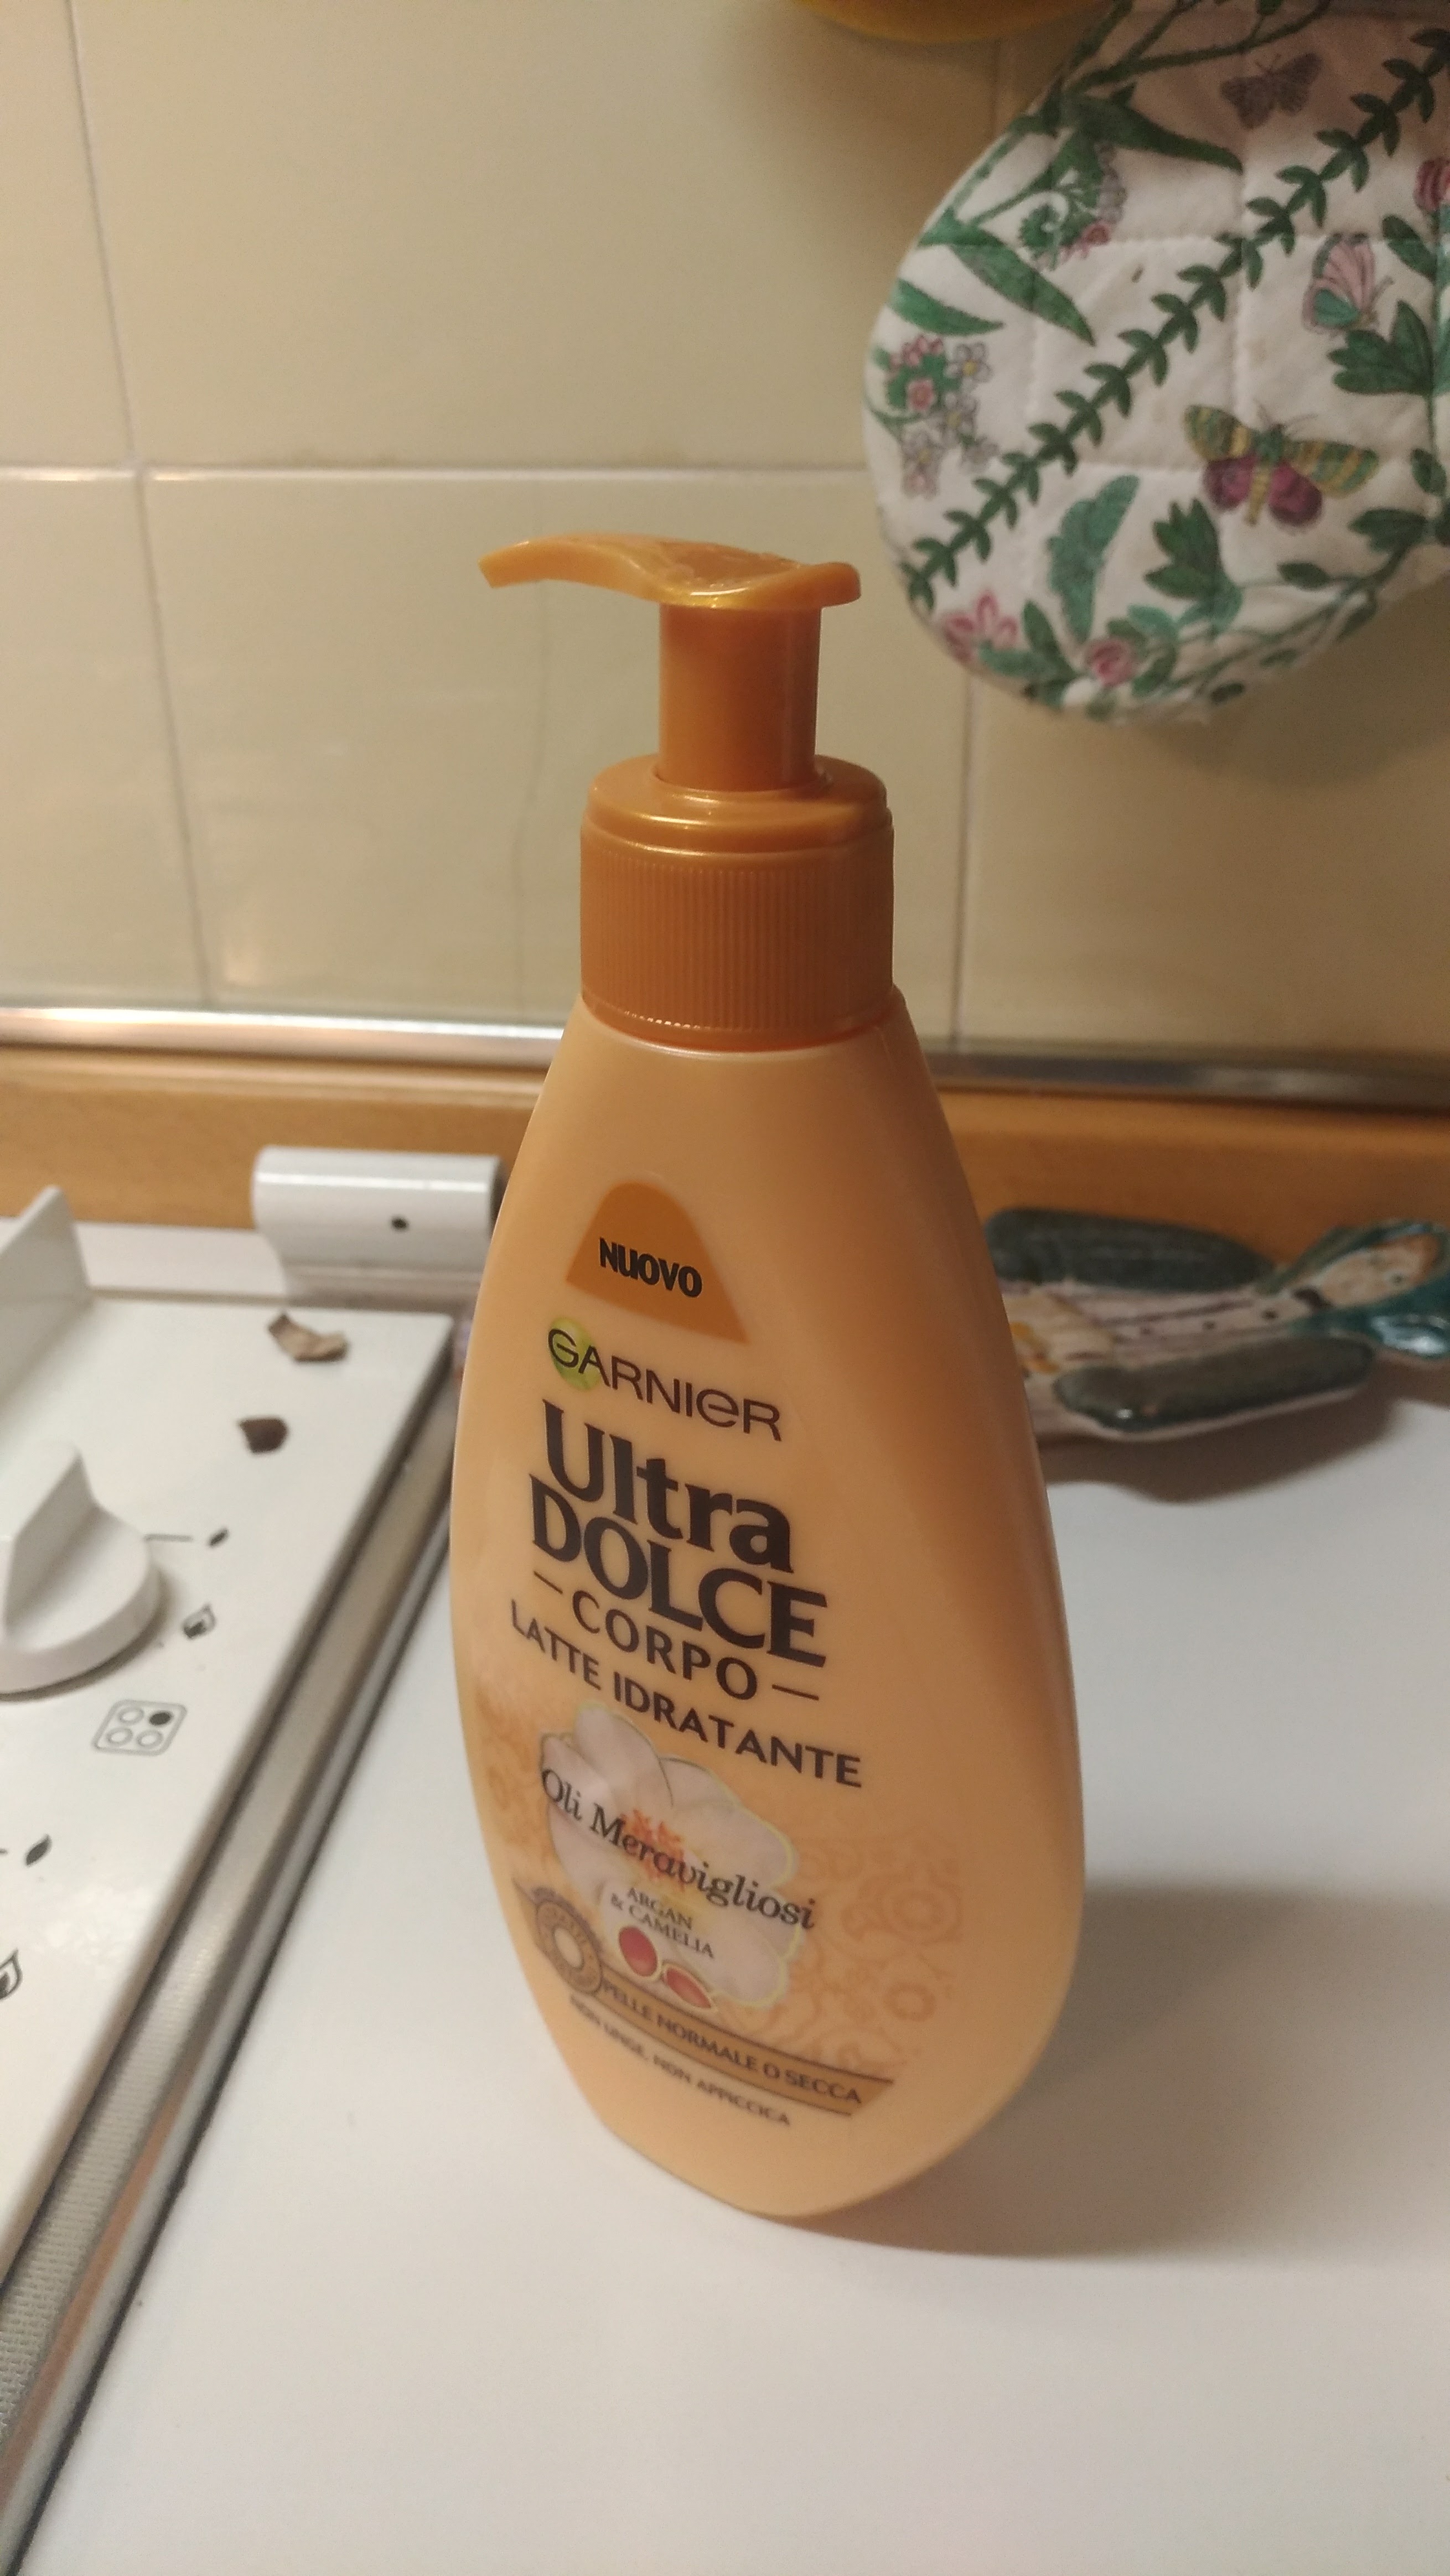 NUOVO
GARNIER
Ultra
DOLCE
CORPO
LATTE IDRATANTE
Oli Meravigliosi
ARGAN
& CAMELIA
PELLE NORMALE O SECCA
NON UNGE, NON APPICCICA